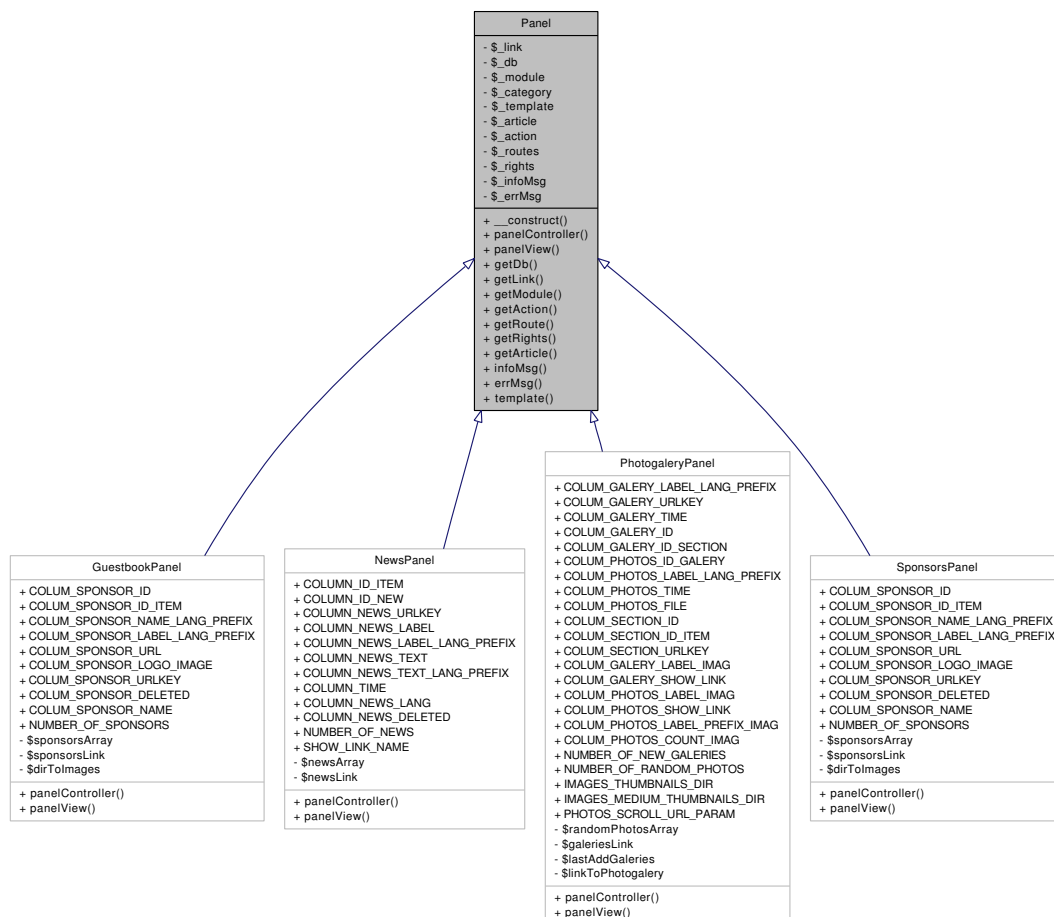 Panel
- $_link
- $_db
- $_module
- $_category
- $_template
- $_article
- $_action
- $_routes
- $_rights
- $_infoMsg
- $_errMsg
+ __construct()
+ panelController()
+ panelView()
+ getDb()
+ getLink()
+ getModule()
+ getAction()
+ getRoute()
+ getRights()
+ getArticle()
+ infoMsg()
+ errMsg()
+ template()
GuestbookPanel
+ COLUM_SPONSOR_ID
+ COLUM_SPONSOR_ID_ITEM
+ COLUM_SPONSOR_NAME_LANG_PREFIX
+ COLUM_SPONSOR_LABEL_LANG_PREFIX
+ COLUM_SPONSOR_URL
+ COLUM_SPONSOR_LOGO_IMAGE
+ COLUM_SPONSOR_URLKEY
+ COLUM_SPONSOR_DELETED
+ COLUM_SPONSOR_NAME
+ NUMBER_OF_SPONSORS
- $sponsorsArray
- $sponsorsLink
- $dirToImages
+ panelController()
+ panelView()
NewsPanel
+ COLUMN_ID_ITEM
+ COLUMN_ID_NEW
+ COLUMN_NEWS_URLKEY
+ COLUMN_NEWS_LABEL
+ COLUMN_NEWS_LABEL_LANG_PREFIX
+ COLUMN_NEWS_TEXT
+ COLUMN_NEWS_TEXT_LANG_PREFIX
+ COLUMN_TIME
+ COLUMN_NEWS_LANG
+ COLUMN_NEWS_DELETED
+ NUMBER_OF_NEWS
+ SHOW_LINK_NAME
- $newsArray
- $newsLink
+ panelController()
+ panelView()
PhotogaleryPanel
+ COLUM_GALERY_LABEL_LANG_PREFIX
+ COLUM_GALERY_URLKEY
+ COLUM_GALERY_TIME
+ COLUM_GALERY_ID
+ COLUM_GALERY_ID_SECTION
+ COLUM_PHOTOS_ID_GALERY
+ COLUM_PHOTOS_LABEL_LANG_PREFIX
+ COLUM_PHOTOS_TIME
+ COLUM_PHOTOS_FILE
+ COLUM_SECTION_ID
+ COLUM_SECTION_ID_ITEM
+ COLUM_SECTION_URLKEY
+ COLUM_GALERY_LABEL_IMAG
+ COLUM_GALERY_SHOW_LINK
+ COLUM_PHOTOS_LABEL_IMAG
+ COLUM_PHOTOS_SHOW_LINK
+ COLUM_PHOTOS_LABEL_PREFIX_IMAG
+ COLUM_PHOTOS_COUNT_IMAG
+ NUMBER_OF_NEW_GALERIES
+ NUMBER_OF_RANDOM_PHOTOS
+ IMAGES_THUMBNAILS_DIR
+ IMAGES_MEDIUM_THUMBNAILS_DIR
+ PHOTOS_SCROLL_URL_PARAM
- $randomPhotosArray
- $galeriesLink
- $lastAddGaleries
- $linkToPhotogalery
+ panelController()
+ panelView()
SponsorsPanel
+ COLUM_SPONSOR_ID
+ COLUM_SPONSOR_ID_ITEM
+ COLUM_SPONSOR_NAME_LANG_PREFIX
+ COLUM_SPONSOR_LABEL_LANG_PREFIX
+ COLUM_SPONSOR_URL
+ COLUM_SPONSOR_LOGO_IMAGE
+ COLUM_SPONSOR_URLKEY
+ COLUM_SPONSOR_DELETED
+ COLUM_SPONSOR_NAME
+ NUMBER_OF_SPONSORS
- $sponsorsArray
- $sponsorsLink
- $dirToImages
+ panelController()
+ panelView()